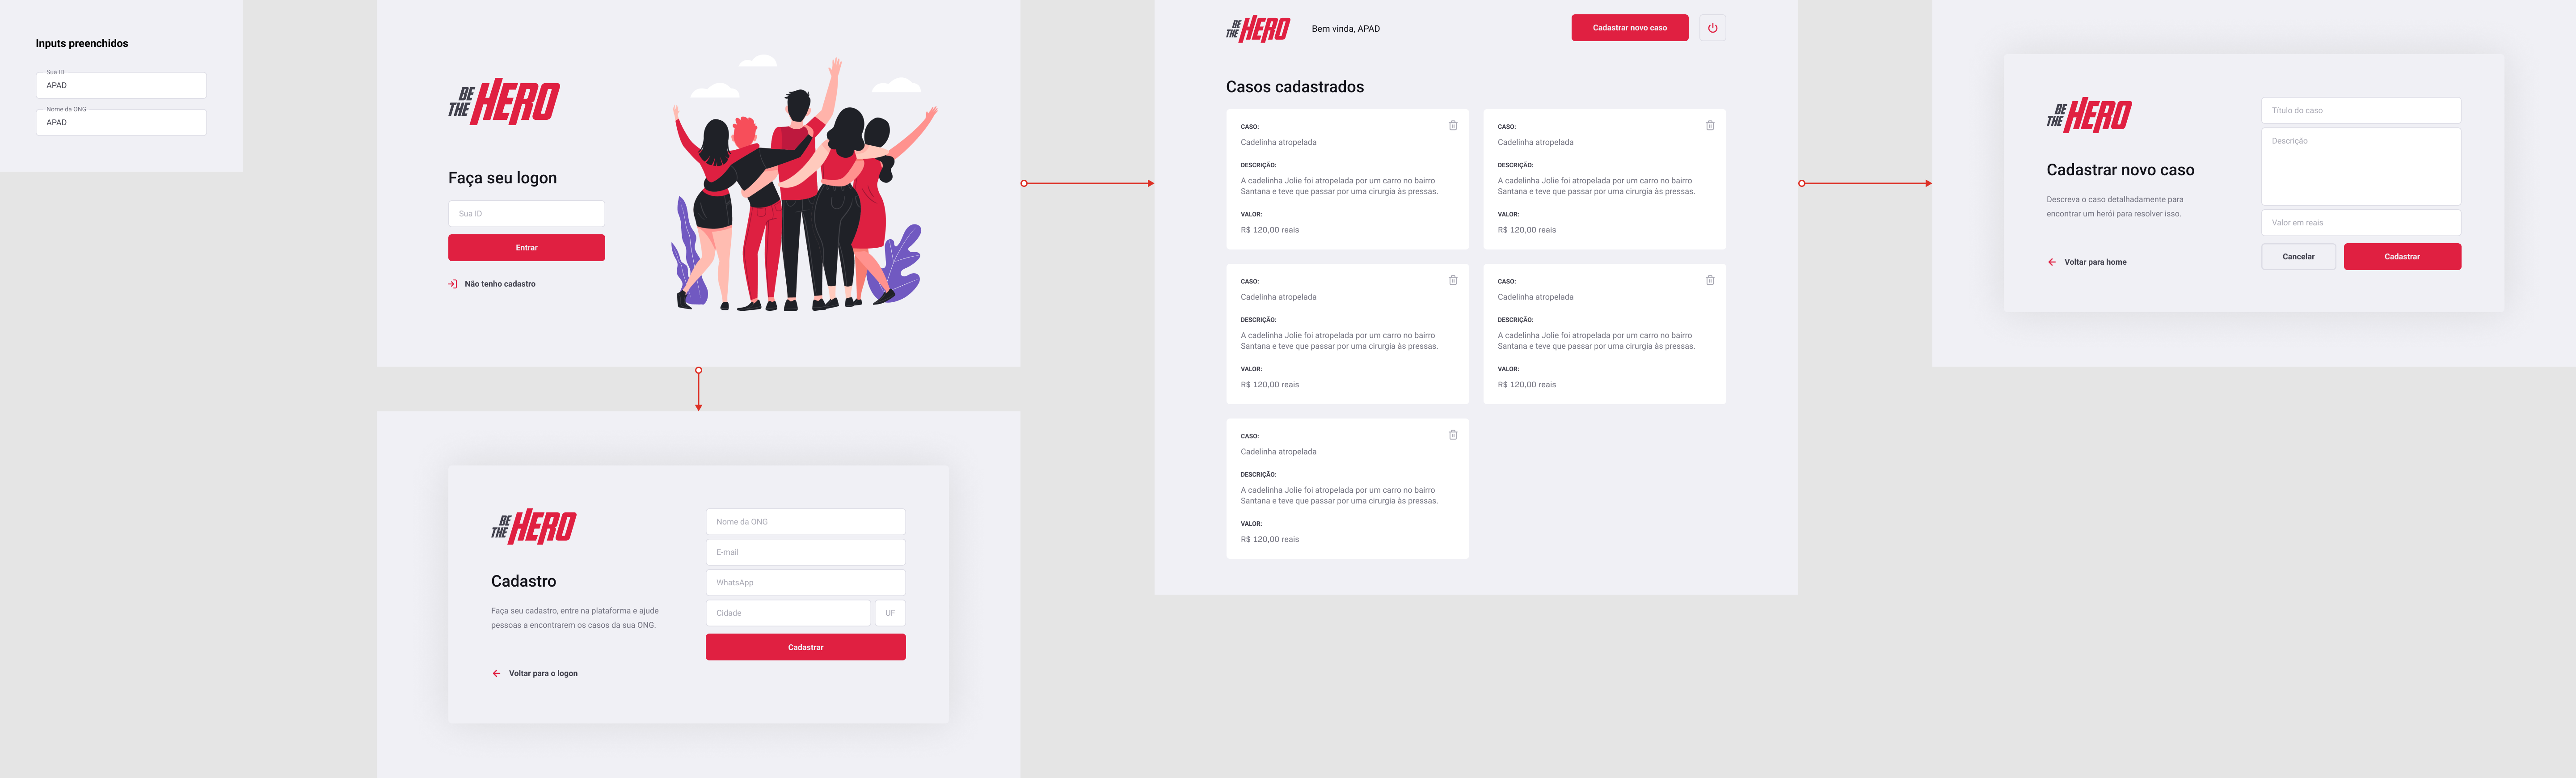 Inputs preenchidos
Sua ID
APAD
Nome da ONG
APAD
BE
THE HERO
Faça seu logon
Sua ID
Entrar
Não tenho cadastro
BE
THE HERO
Cadastro
Faça seu cadastro, entre na plataforma e ajude
pessoas a encontrarem os casos da sua ONG.
Voltar para o logon
Nome da ONG
E-mail
WhatsApp
Cidade
UF
Cadastrar
BE
THE HERO
Bem vinda, APAD
Cadastrar novo caso
Casos cadastrados
CASO:
Cadelinha atropelada
DESCRIÇÃO:
A cadelinha Jolie foi atropelada por um carro no bairro
Santana e teve que passar por uma cirurgia às pressas.
VALOR:
R$ 120,00 reais
CASO:
Cadelinha atropelada
DESCRIÇÃO:
A cadelinha Jolie foi atropelada por um carro no bairro
Santana e teve que passar por uma cirurgia às pressas.
VALOR:
R$ 120,00 reais
CASO:
Cadelinha atropelada
DESCRIÇÃO:
A cadelinha Jolie foi atropelada por um carro no bairro
Santana e teve que passar por uma cirurgia às pressas.
VALOR:
R$ 120,00 reais
CASO:
Cadelinha atropelada
DESCRIÇÃO:
A cadelinha Jolie foi atropelada por um carro no bairro
Santana e teve que passar por uma cirurgia às pressas.
VALOR:
R$ 120,00 reais
CASO:
Cadelinha atropelada
DESCRIÇÃO:
A cadelinha Jolie foi atropelada por um carro no bairro
Santana e teve que passar por uma cirurgia às pressas.
VALOR:
R$ 120,00 reais
BE
THE HERO
Cadastrar novo caso
Descreva o caso detalhadamente para
encontrar um herói para resolver isso.
Voltar para home
Título do caso
Descrição
Valor em reais
Cancelar
Cadastrar